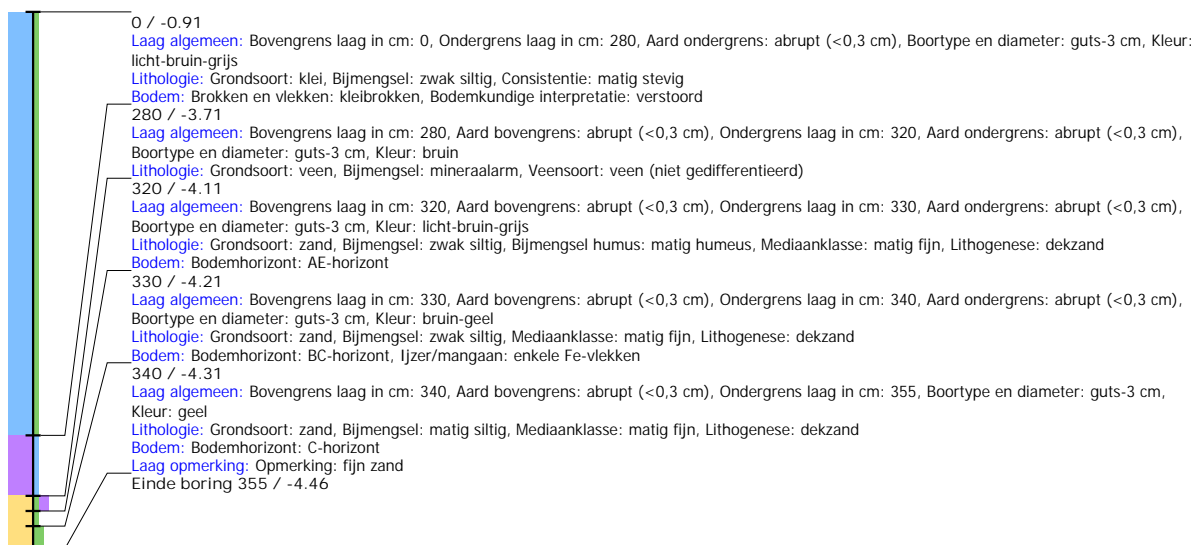 0 / -0.91
Laag algemeen: Bovengrens laag in cm: 0, Ondergrens laag in cm: 280, Aard ondergrens: abrupt (<0,3 cm), Boortype en diameter: guts-3 cm, Kleur:
licht-bruin-grijs
Lithologie: Grondsoort: klei, Bijmengsel: zwak siltig, Consistentie: matig stevig
Bodem: Brokken en vlekken: kleibrokken, Bodemkundige interpretatie: verstoord
280 / -3.71
Laag algemeen: Bovengrens laag in cm: 280, Aard bovengrens: abrupt (<0,3 cm), Ondergrens laag in cm: 320, Aard ondergrens: abrupt (<0,3 cm),
Boortype en diameter: guts-3 cm, Kleur: bruin
Lithologie: Grondsoort: veen, Bijmengsel: mineraalarm, Veensoort: veen (niet gedifferentieerd)
320 / -4.11
Laag algemeen: Bovengrens laag in cm: 320, Aard bovengrens: abrupt (<0,3 cm), Ondergrens laag in cm: 330, Aard ondergrens: abrupt (<0,3 cm),
Boortype en diameter: guts-3 cm, Kleur: licht-bruin-grijs
Lithologie: Grondsoort: zand, Bijmengsel: zwak siltig, Bijmengsel humus: matig humeus, Mediaanklasse: matig fijn, Lithogenese: dekzand
Bodem: Bodemhorizont: AE-horizont
330 / -4.21
Laag algemeen: Bovengrens laag in cm: 330, Aard bovengrens: abrupt (<0,3 cm), Ondergrens laag in cm: 340, Aard ondergrens: abrupt (<0,3 cm),
Boortype en diameter: guts-3 cm, Kleur: bruin-geel
Lithologie: Grondsoort: zand, Bijmengsel: zwak siltig, Mediaanklasse: matig fijn, Lithogenese: dekzand
Bodem: Bodemhorizont: BC-horizont, Ijzer/mangaan: enkele Fe-vlekken
340 / -4.31
Laag algemeen: Bovengrens laag in cm: 340, Aard bovengrens: abrupt (<0,3 cm), Ondergrens laag in cm: 355, Boortype en diameter: guts-3 cm,
Kleur: geel
Lithologie: Grondsoort: zand, Bijmengsel: matig siltig, Mediaanklasse: matig fijn, Lithogenese: dekzand
Bodem: Bodemhorizont: C-horizont
Laag opmerking: Opmerking: fijn zand
Einde boring 355 / -4.46